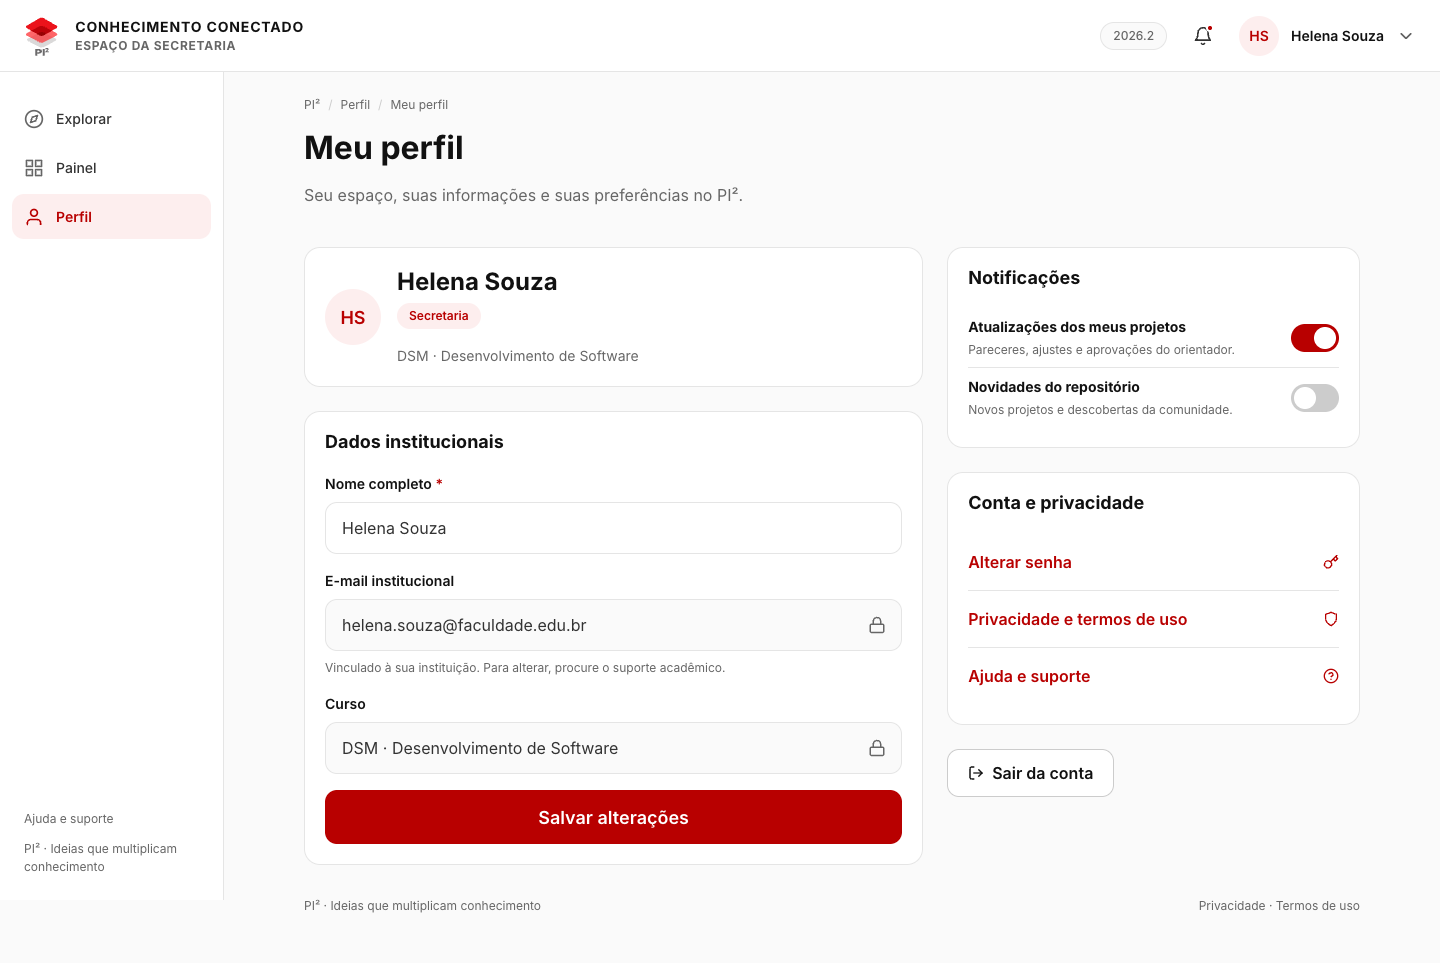 PI²
CONHECIMENTO CONECTADO
ESPAÇO DA SECRETARIA
2026.2
HS
Helena Souza
Explorar
Painel
Perfil
Ajuda e suporte
PI² · Ideias que multiplicam
conhecimento
PI² / Perfil / Meu perfil
Meu perfil
Seu espaço, suas informações e suas preferências no PI².
HS
Helena Souza
Secretaria
DSM · Desenvolvimento de Software
Dados institucionais
Nome completo *
Helena Souza
E-mail institucional
helena.souza@faculdade.edu.br
Vinculado à sua instituição. Para alterar, procure o suporte acadêmico.
Curso
DSM · Desenvolvimento de Software
Salvar alterações
Notificações
Atualizações dos meus projetos
Pareceres, ajustes e aprovações do orientador.
Novidades do repositório
Novos projetos e descobertas da comunidade.
Conta e privacidade
Alterar senha
Privacidade e termos de uso
Ajuda e suporte
Sair da conta
PI² · Ideias que multiplicam conhecimento
Privacidade · Termos de uso